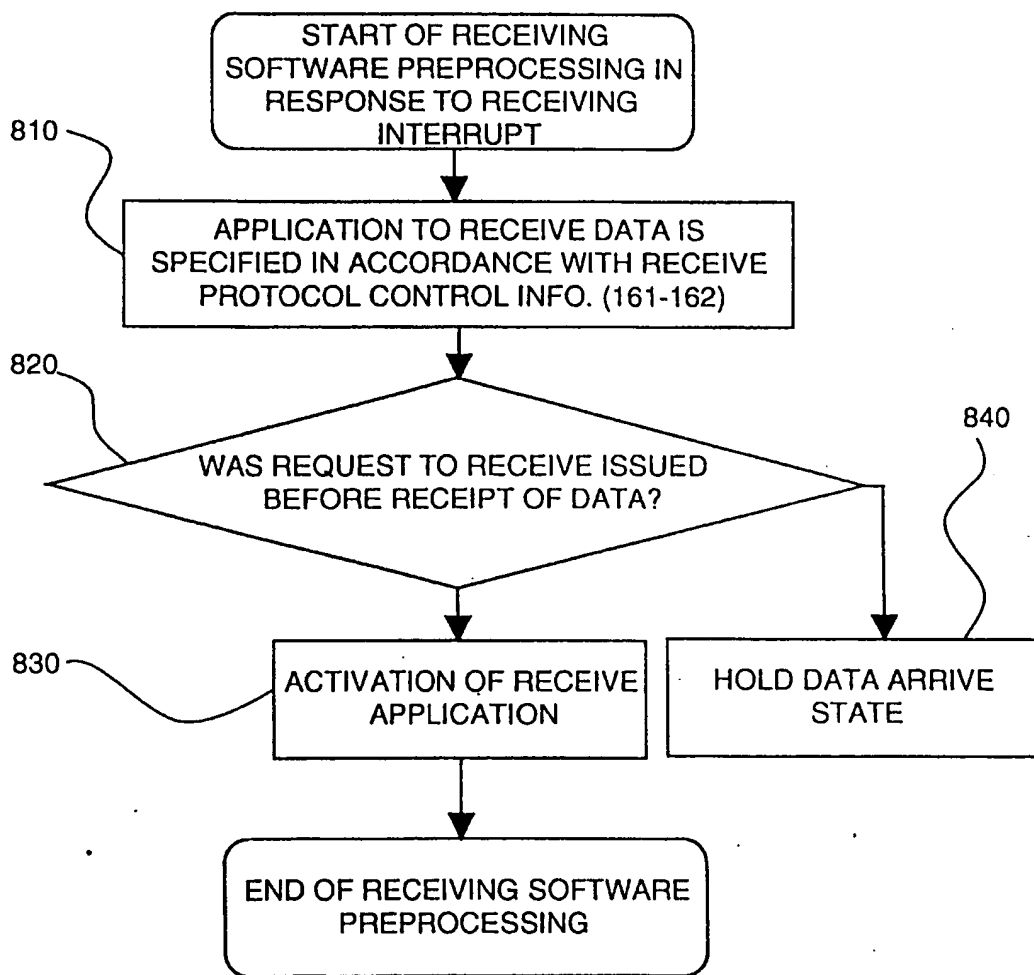 START OF RECEIVING
SOFTWARE PREPROCESSING IN
RESPONSE TO RECEIVING
INTERRUPT
810
APPLICATION TO RECEIVE DATA IS
SPECIFIED IN ACCORDANCE WITH RECEIVE
PROTOCOL CONTROL INFO. (161-162)
820
WAS REQUEST TO RECEIVE ISSUED
BEFORE RECEIPT OF DATA?
840
830
ACTIVATION OF RECEIVE
APPLICATION
HOLD DATA ARRIVE
STATE
END OF RECEIVING SOFTWARE
PREPROCESSING